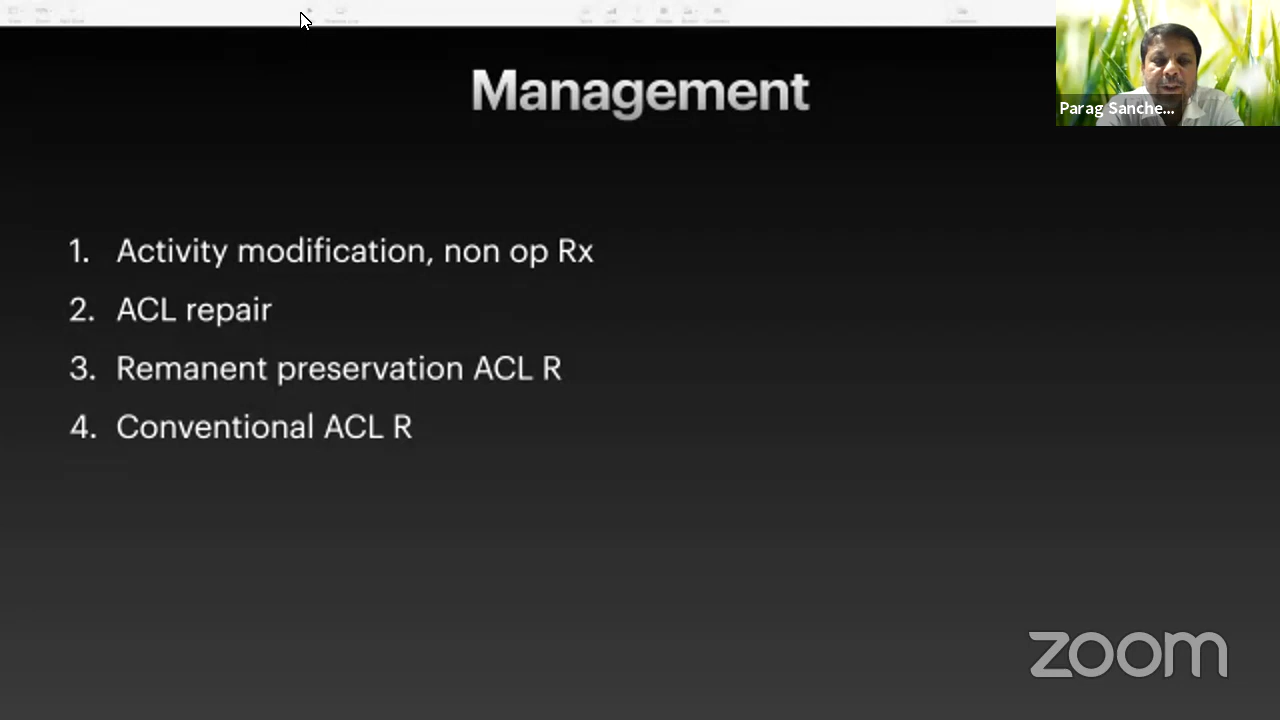 Management
Parag Sanche...
1. Activity modification, non op Rx
2. ACL repair
3. Remanent preservation ACL R
4. Conventional ACL R
zoom